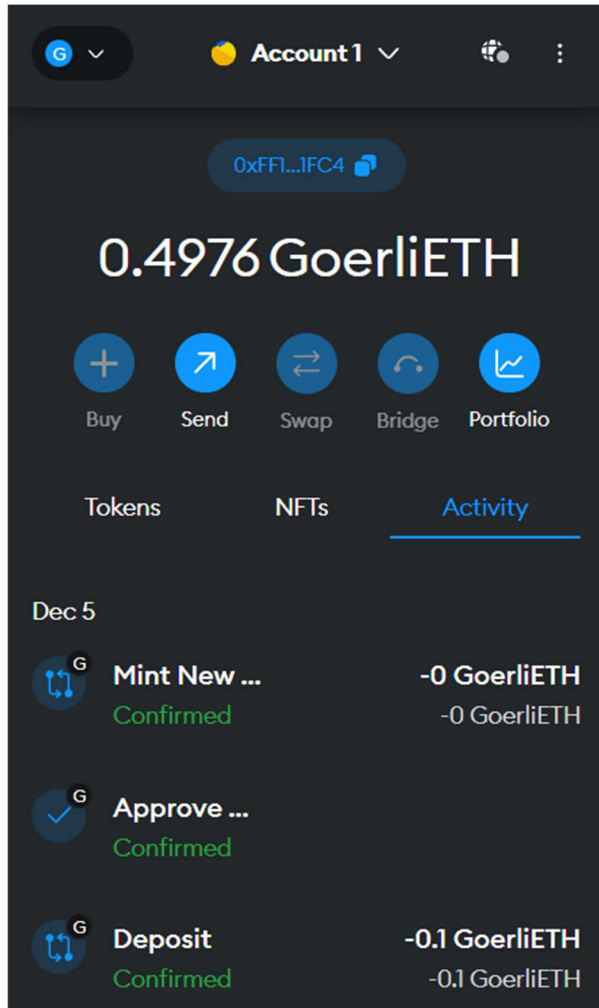 G
Account 1
0xFF1...1FC4
0.4976 GoerliETH
Buy Send Swap Bridge Portfolio
Tokens NFTs Activity
Dec 5
G
Mint New ... -0 GoerliETH
Confirmed -0 GoerliETH
G
Approve ...
Confirmed
G
Deposit -0.1 GoerliETH
Confirmed -0.1 GoerliETH